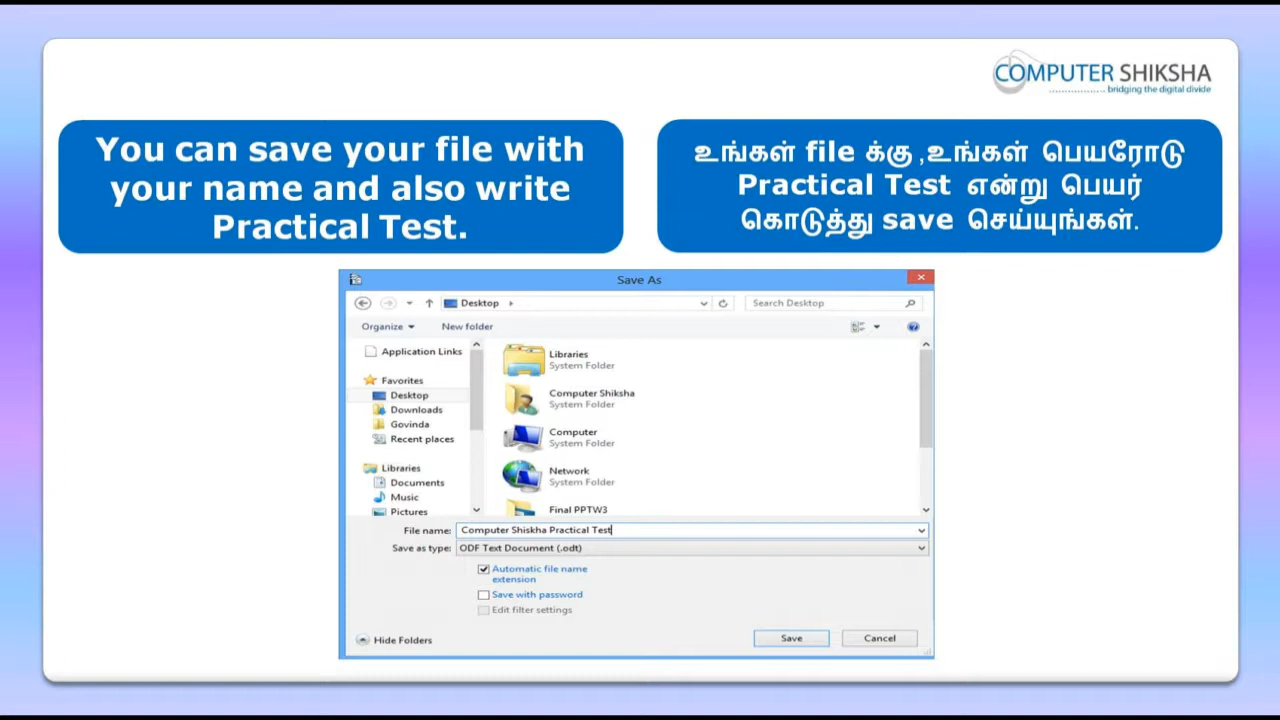 COMPUTER SHIKSHA
bridging the digital divide
You can save your file with
your name and also write
Practical Test.
உங்கள் file க்கு ,உங்கள் பெயரோடு
Practical Test என்று பெயர்
கொடுத்து save செய்யுங்கள்.
Save As
Desktop
Search Desktop
Organize
New folder
Application Links
Favorites
Desktop
Downloads
Govinda
Recent places
Libraries
Documents
Music
Pictures
Libraries
System Folder
Computer Shiksha
System Folder
Computer
System Folder
Network
System Folder
Final PPTW3
File name: Computer Shiskha Practical Test
Save as type: ODF Text Document (.odt)
Automatic file name
extension
Save with password
Edit filter settings
Hide Folders
Save
Cancel